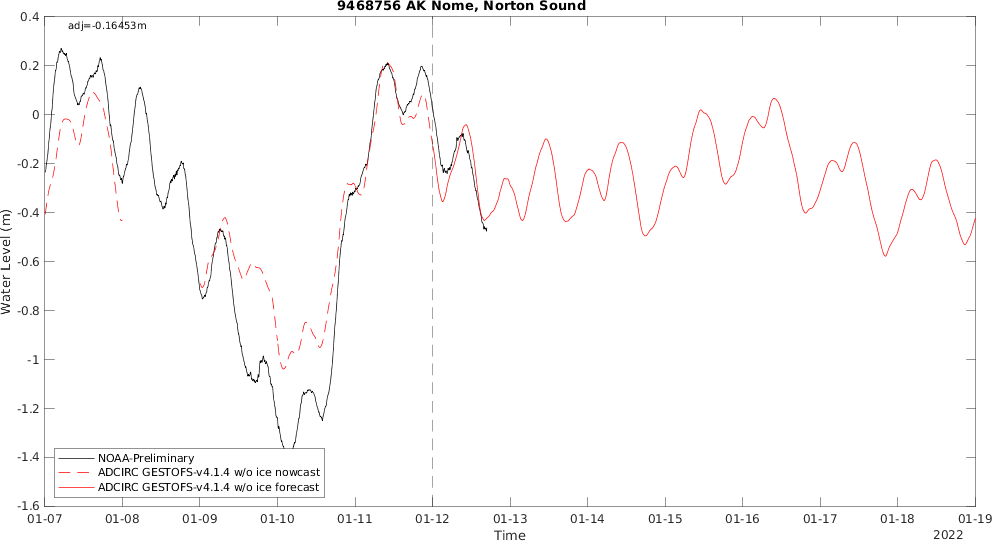 9468756 AK Nome, Norton Sound
adj=-0.16453m
0.4
0.2
0
-0.2
-0.4
-0.6
-0.8
-1
-1.2
-1.4
-1.6
Water Level (m)
NOAA-Preliminary
ADCIRC GESTOFS-v4.1.4 w/o ice nowcast
ADCIRC GESTOFS-v4.1.4 w/o ice forecast
01-07 01-08 01-09 01-10 01-11 01-12 01-13 01-14 01-15 01-16 01-17 01-18 01-19
Time
2022